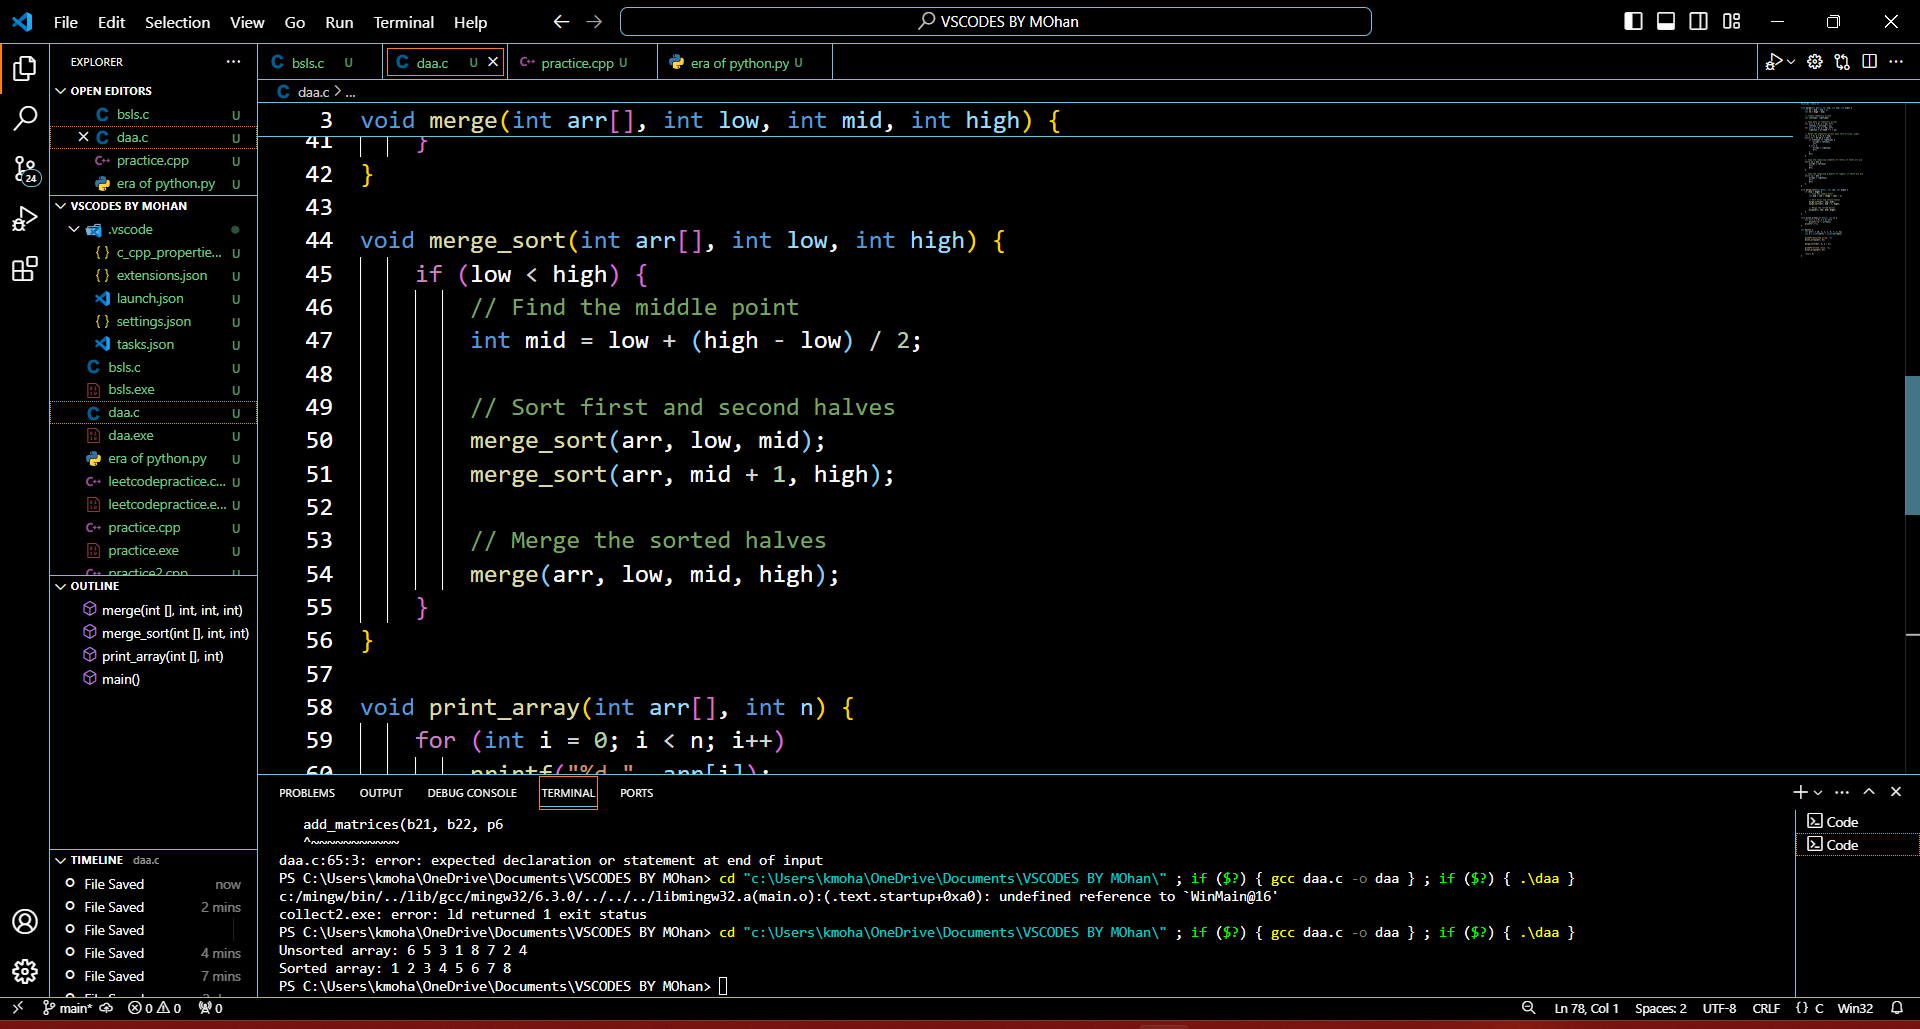 File Edit Selection View Go Run Terminal Help
VSCODES BY MOhan
EXPLORER
OPEN EDITORS
bsls.c U
daa.c U
practice.cpp U
era of python.py U
VSCODES BY MOHAN
.vscode
{ } c_cpp_propertie... U
{ } extensions.json U
launch.json U
{ } settings.json U
tasks.json U
bsls.c U
bsls.exe U
daa.c U
daa.exe U
era of python.py U
leetcodepractice.c... U
leetcodepractice.e... U
practice.cpp U
practice.exe U
practice2.cpp U
OUTLINE
merge(int [], int, int, int)
merge_sort(int [], int, int)
print_array(int [], int)
main()
TIMELINE daa.c
File Saved now
File Saved 2 mins
File Saved
File Saved 4 mins
File Saved 7 mins
24
bsls.c U
daa.c U
practice.cpp U
era of python.py U
daa.c > ...
3 void merge(int arr[], int low, int mid, int high) {
41 }
42 }
43
44 void merge_sort(int arr[], int low, int high) {
45 if (low < high) {
46 // Find the middle point
47 int mid = low + (high - low) / 2;
48
49 // Sort first and second halves
50 merge_sort(arr, low, mid);
51 merge_sort(arr, mid + 1, high);
52
53 // Merge the sorted halves
54 merge(arr, low, mid, high);
55 }
56 }
57
58 void print_array(int arr[], int n) {
59 for (int i = 0; i < n; i++)
60 printf("%d ", arr[i]);
PROBLEMS OUTPUT DEBUG CONSOLE TERMINAL PORTS
add_matrices(b21, b22, p6
^~~~~~~~~~~~
daa.c:65:3: error: expected declaration or statement at end of input
PS C:\Users\kmoha\OneDrive\Documents\VSCODES BY MOhan> cd "c:\Users\kmoha\OneDrive\Documents\VSCODES BY MOhan\" ; if ($?) { gcc daa.c -o daa } ; if ($?) { .\daa }
c:/mingw/bin/../lib/gcc/mingw32/6.3.0/../../../libmingw32.a(main.o):(.text.startup+0xa0): undefined reference to `WinMain@16'
collect2.exe: error: ld returned 1 exit status
PS C:\Users\kmoha\OneDrive\Documents\VSCODES BY MOhan> cd "c:\Users\kmoha\OneDrive\Documents\VSCODES BY MOhan\" ; if ($?) { gcc daa.c -o daa } ; if ($?) { .\daa }
Unsorted array: 6 5 3 1 8 7 2 4
Sorted array: 1 2 3 4 5 6 7 8
PS C:\Users\kmoha\OneDrive\Documents\VSCODES BY MOhan>
Code
Code
main* 0 0 0
Ln 78, Col 1 Spaces: 2 UTF-8 CRLF { } C Win32